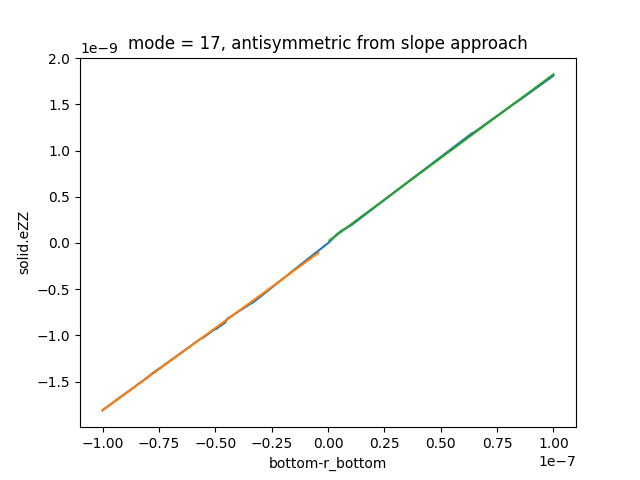 mode = 17, antisymmetric from slope approach
1e−9
2.0
1.5
1.0
0.5
0.0
−0.5
−1.0
−1.5
solid.eZZ
−1.00 −0.75 −0.50 −0.25 0.00 0.25 0.50 0.75 1.00
bottom-r_bottom
1e−7